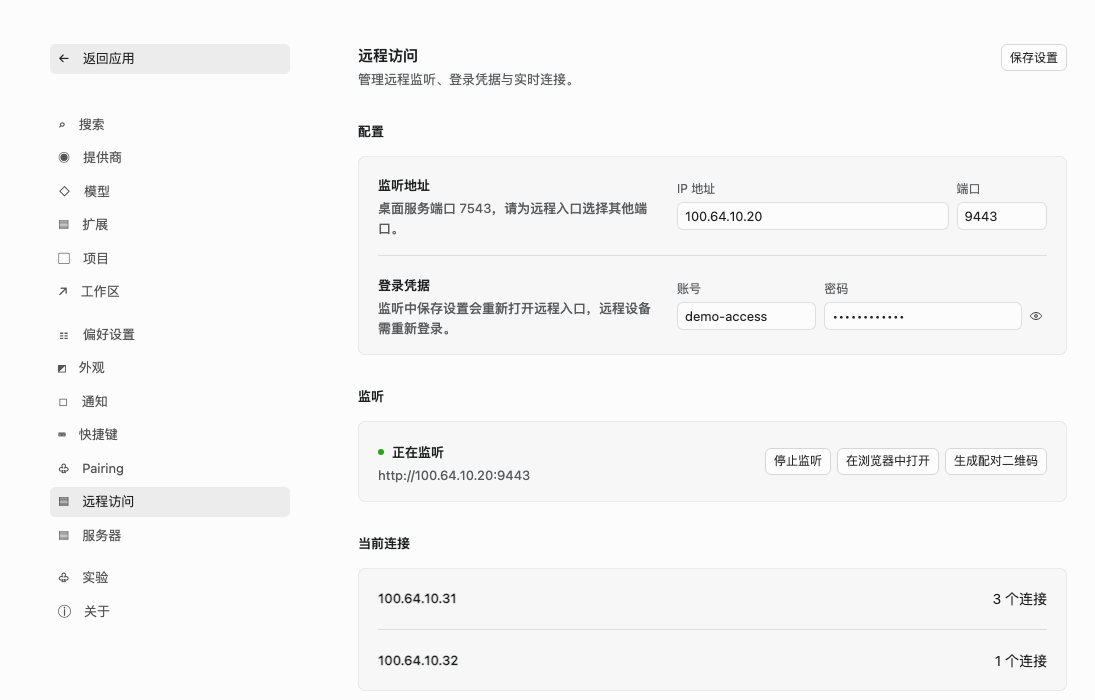 返回应用
搜索
提供商
模型
扩展
项目
工作区
偏好设置
外观
通知
快捷键
Pairing
远程访问
服务器
实验
关于
远程访问
管理远程监听、登录凭据与实时连接。
保存设置
配置
监听地址
桌面服务端口 7543，请为远程入口选择其他端
口。
IP 地址
端口
100.64.10.20
9443
登录凭据
监听中保存设置会重新打开远程入口，远程设备
需重新登录。
账号
密码
demo-access
••••••••••••
监听
正在监听
http://100.64.10.20:9443
停止监听
在浏览器中打开
生成配对二维码
当前连接
100.64.10.31
3 个连接
100.64.10.32
1 个连接